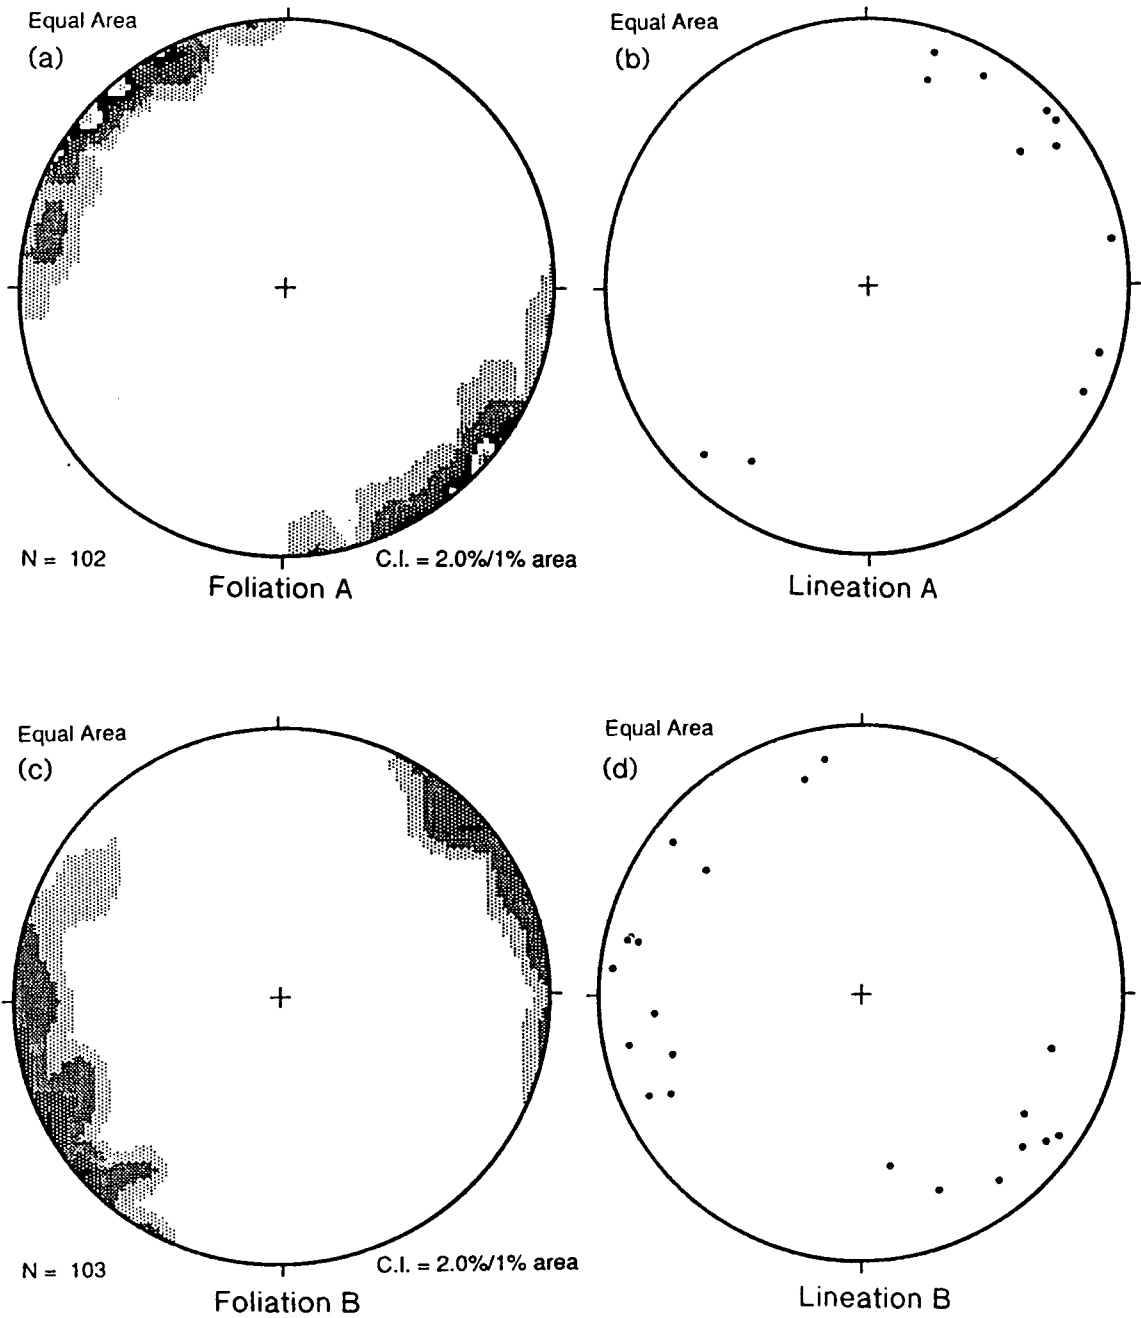 Equal Area
(a)
Equal Area
(b)
N = 102
C.I. = 2.0%/1% area
Foliation A
Lineation A
Equal Area
(c)
Equal Area
(d)
N = 103
C.I. = 2.0%/1% area
Foliation B
Lineation B